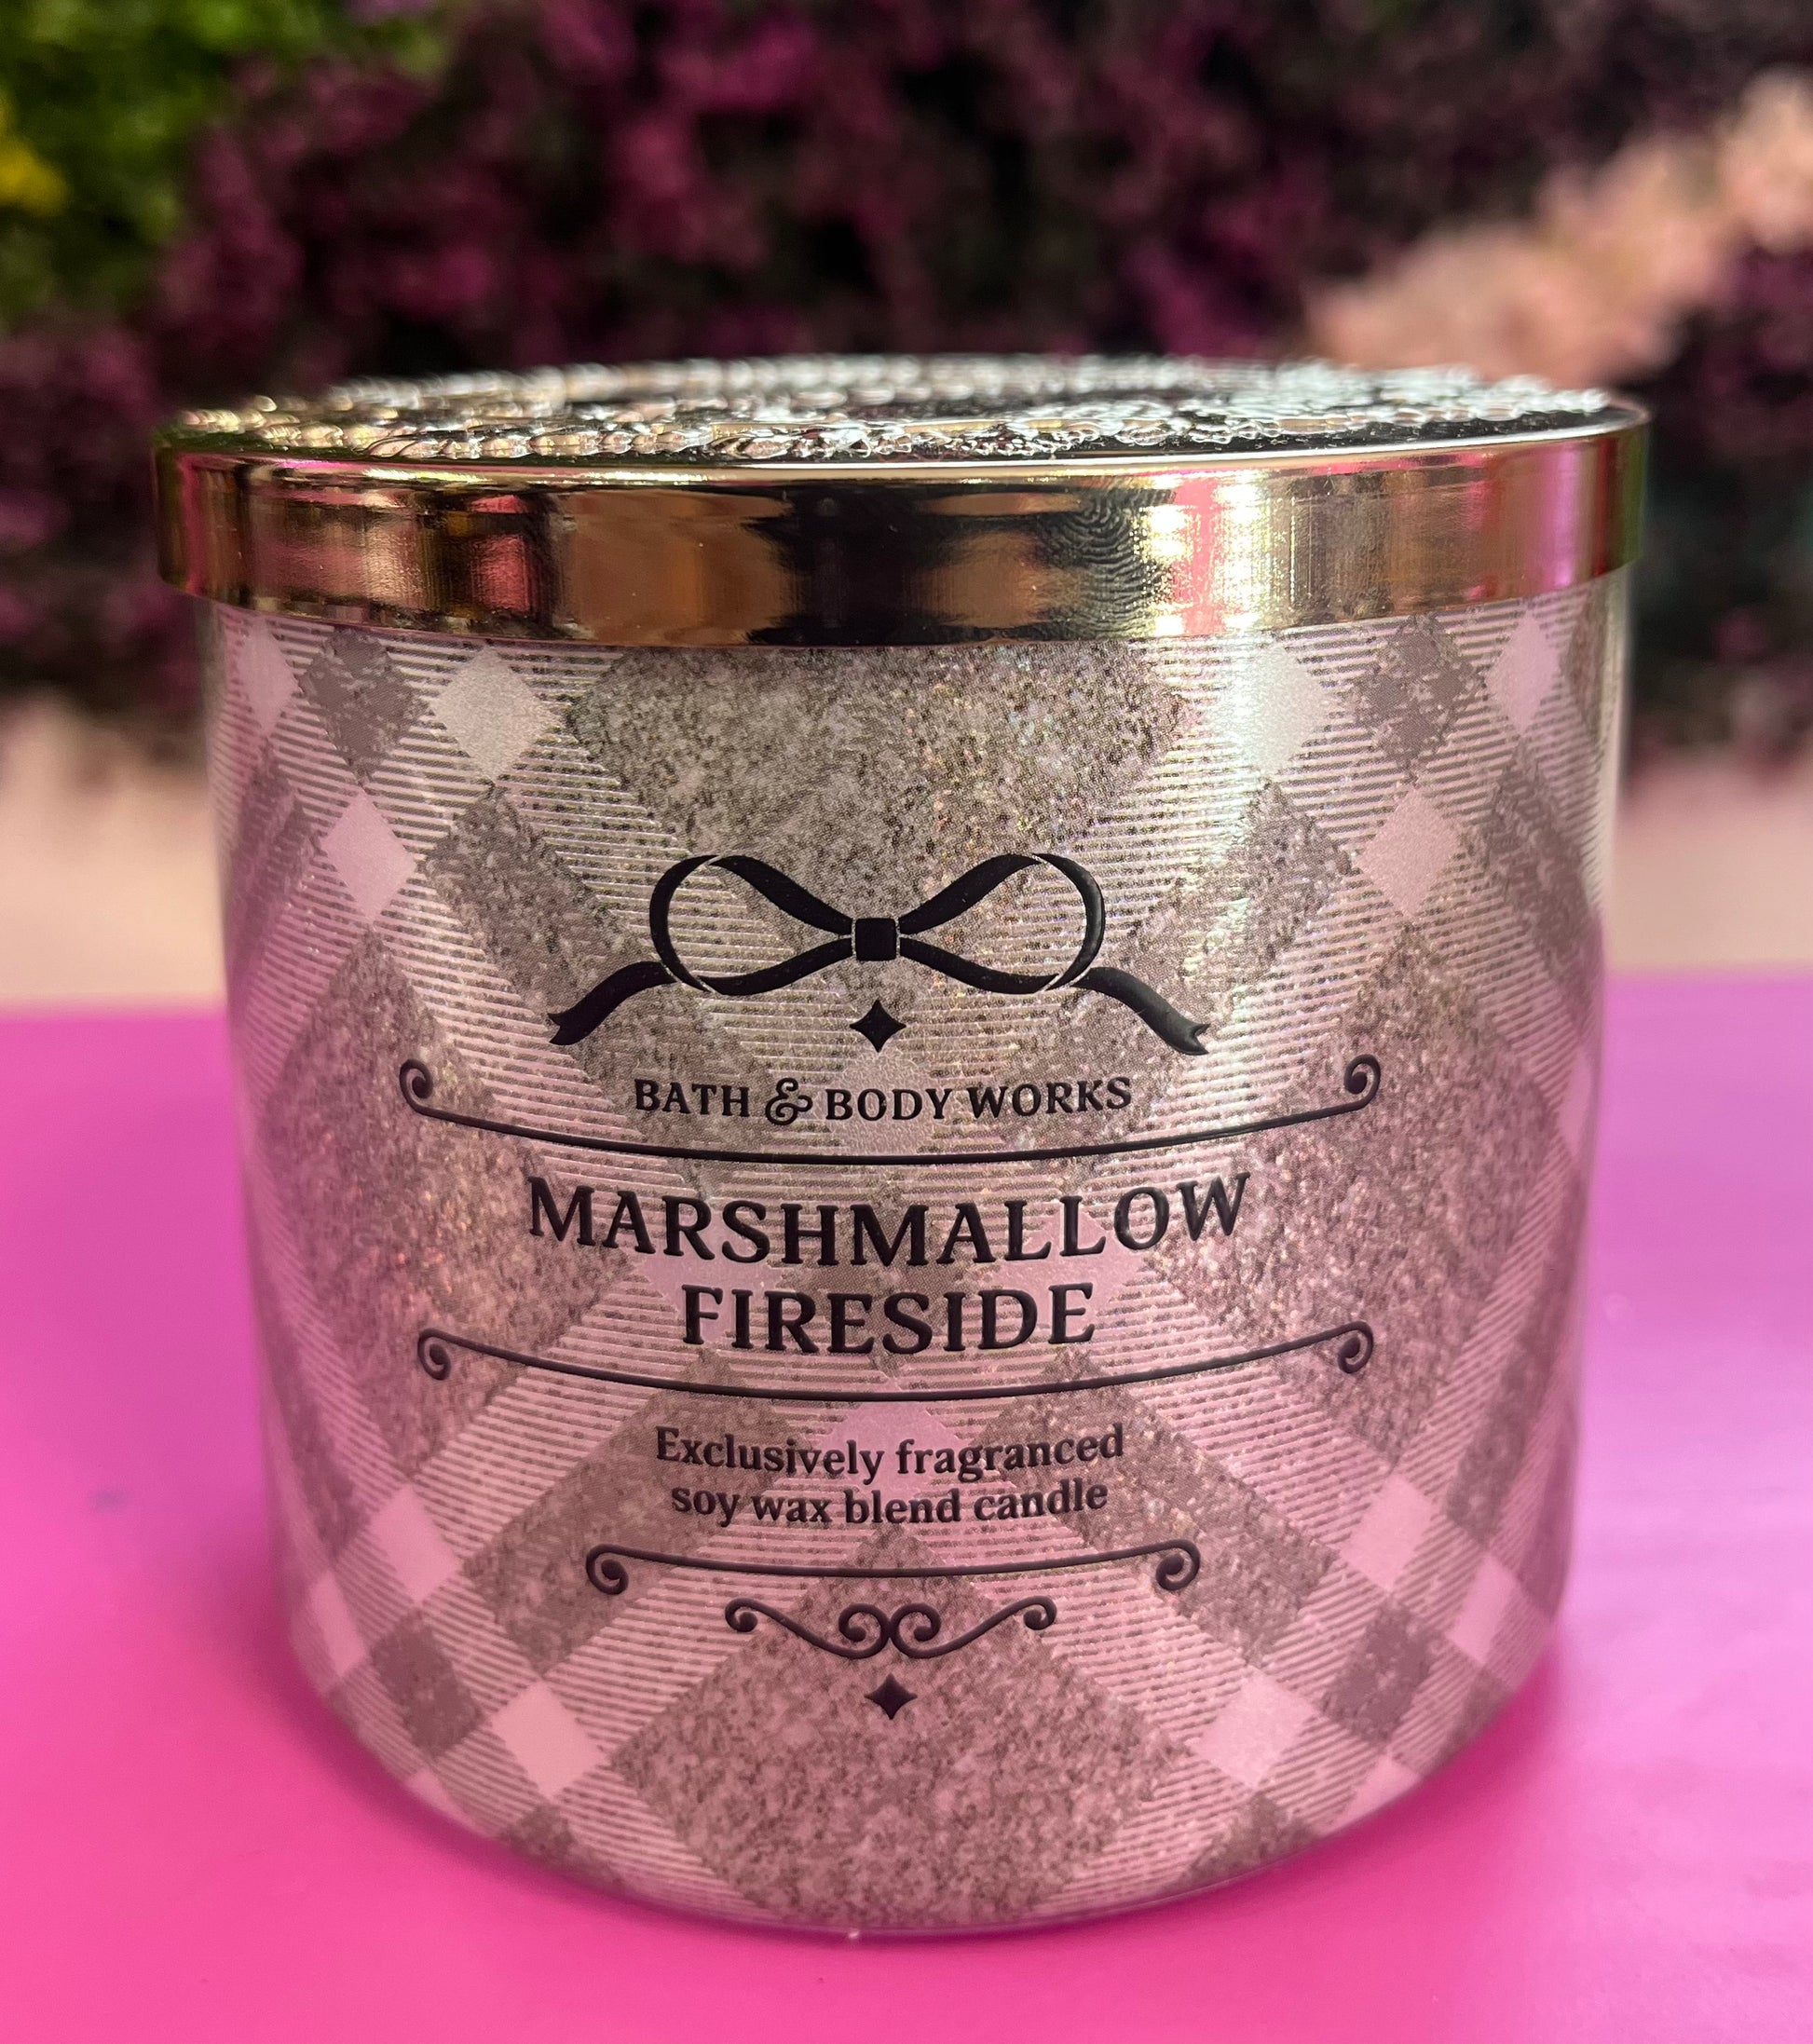 BATH & BODY WORKS
MARSHMALLOW
FIRESIDE
Exclusively fragranced
soy wax blend candle